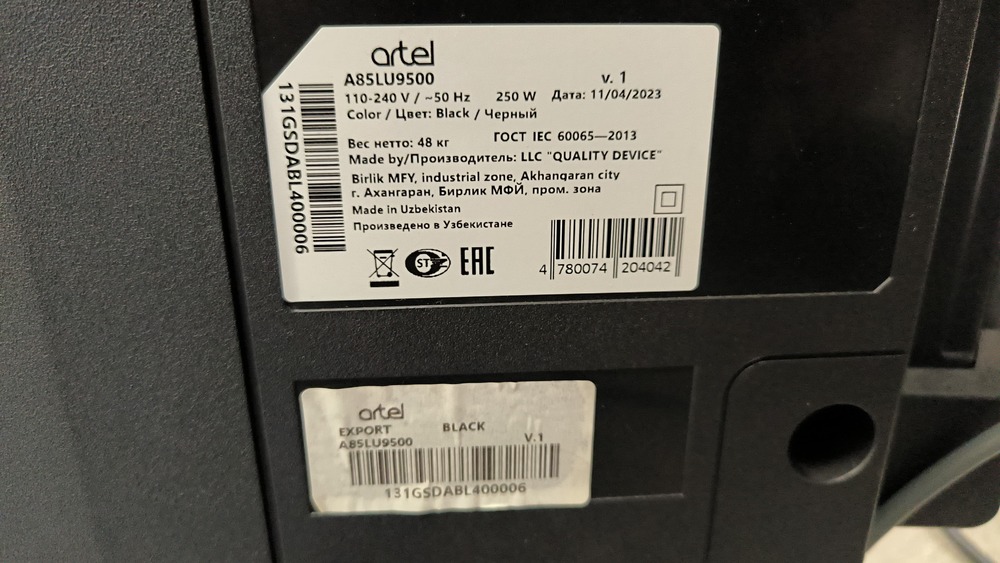 artel
A85LU9500
v. 1
110-240 V / ~50 Hz 250 W Дата: 11/04/2023
Color / Цвет: Black / Черный
Вес нетто: 48 кг ГОСТ IEC 60065—2013
Made by/Производитель: LLC "QUALITY DEVICE"
Birlik MFY, industrial zone, Akhangaran city
г. Ахангаран, Бирлик МФЙ, пром. зона
Made in Uzbekistan
Произведено в Узбекистане
131GSDABL400006
ST
EAC
4 780074 204042
artel
EXPORT BLACK
A85LU9500 V.1
131GSDABL400006